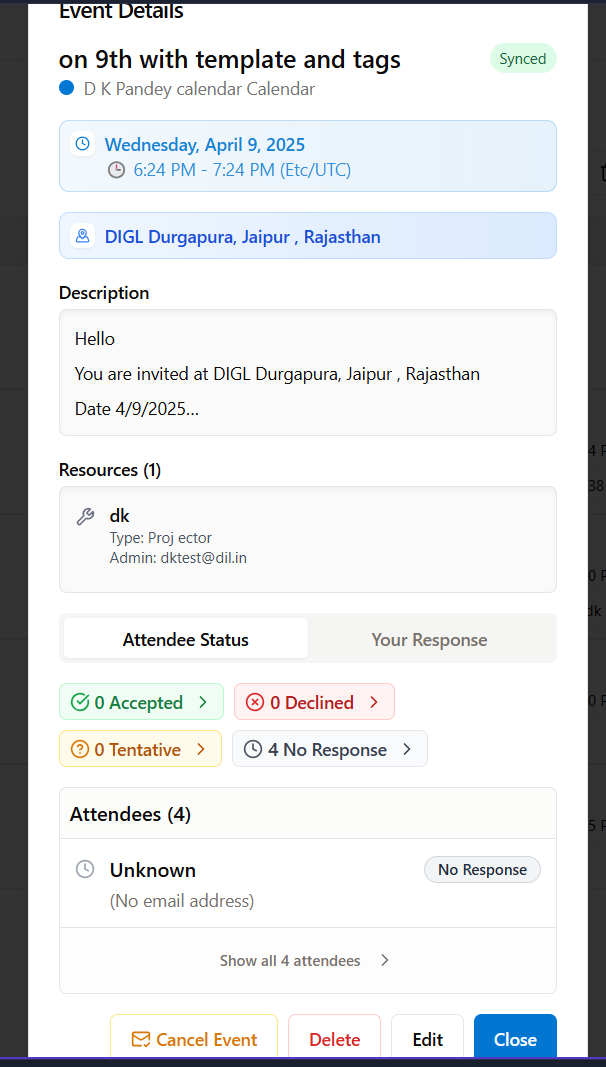 Event Details
on 9th with template and tags
Synced
D K Pandey calendar Calendar
Wednesday, April 9, 2025
6:24 PM - 7:24 PM (Etc/UTC)
DIGL Durgapura, Jaipur , Rajasthan
Description
Hello
You are invited at DIGL Durgapura, Jaipur , Rajasthan
Date 4/9/2025...
Resources (1)
dk
Type: Proj ector
Admin: dktest@dil.in
Attendee Status
Your Response
0 Accepted
0 Declined
0 Tentative
4 No Response
Attendees (4)
Unknown
No Response
(No email address)
Show all 4 attendees
Cancel Event
Delete
Edit
Close